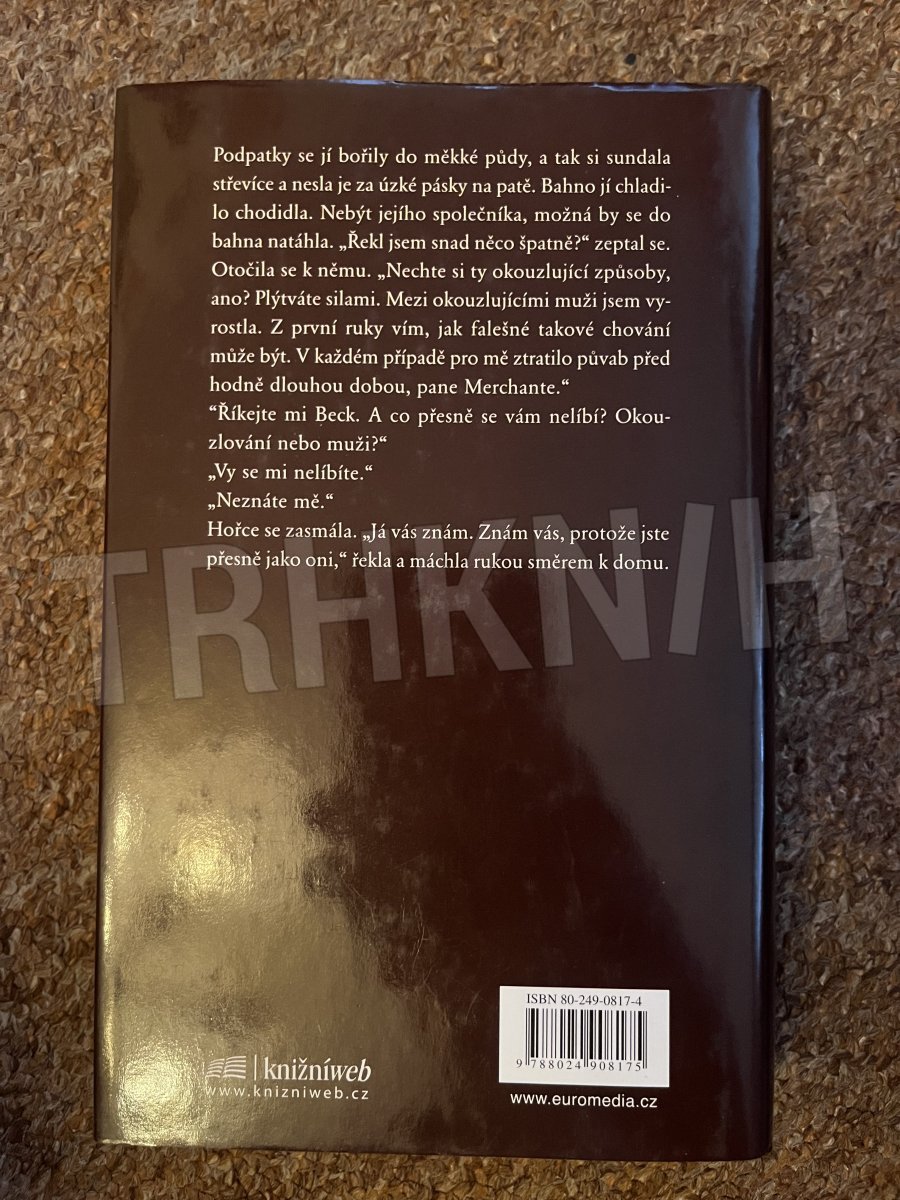 Podpatky se jí bořily do měkké půdy, a tak si sundala
střevíce a nesla je za úzké pásky na patě. Bahno jí chladi-
lo chodidla. Nebýt jejího společníka, možná by se do
bahna natáhla. „Řekl jsem snad něco špatně?“ zeptal se.
Otočila se k němu. „Nechte si ty okouzlující způsoby,
ano? Plýtváte silami. Mezi okouzlujícími muži jsem vy-
rostla. Z první ruky vím, jak falešné takové chování
může být. V každém případě pro mě ztratilo půvab před
hodně dlouhou dobou, pane Merchante.“
“Říkejte mi Beck. A co přesně se vám nelíbí? Okou-
zlování nebo muži?“
„Vy se mi nelíbíte.“
„Neznáte mě.“
Hořce se zasmála. „Já vás znám. Znám vás, protože jste
přesně jako oni,“ řekla a máchla rukou směrem k domu.
TRHKNIH
ISBN 80-249-0817-4
9 788024 908175
knižníweb
www.knizniweb.cz
www.euromedia.cz